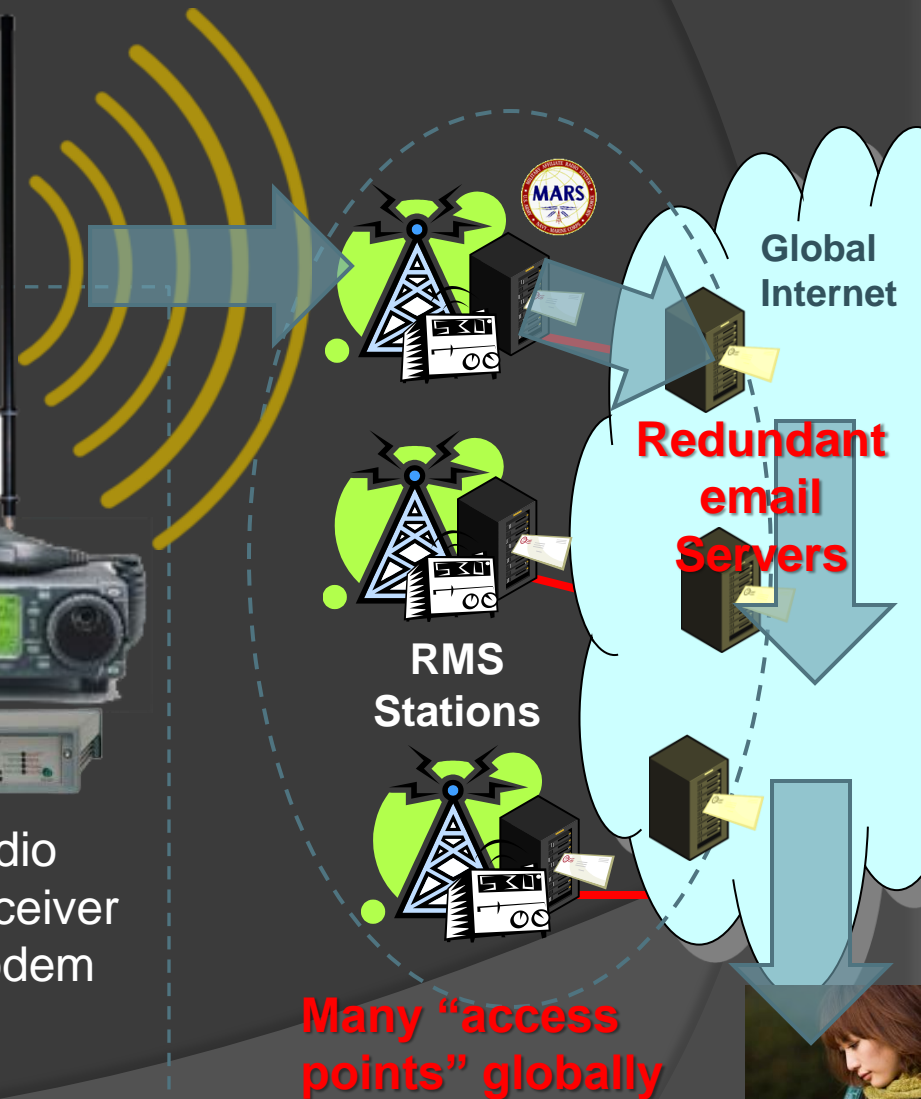 MARS
Global
Internet
Redundant
email
Servers
RMS
Stations
dio
ceiver
odem
Many “access
points” globally